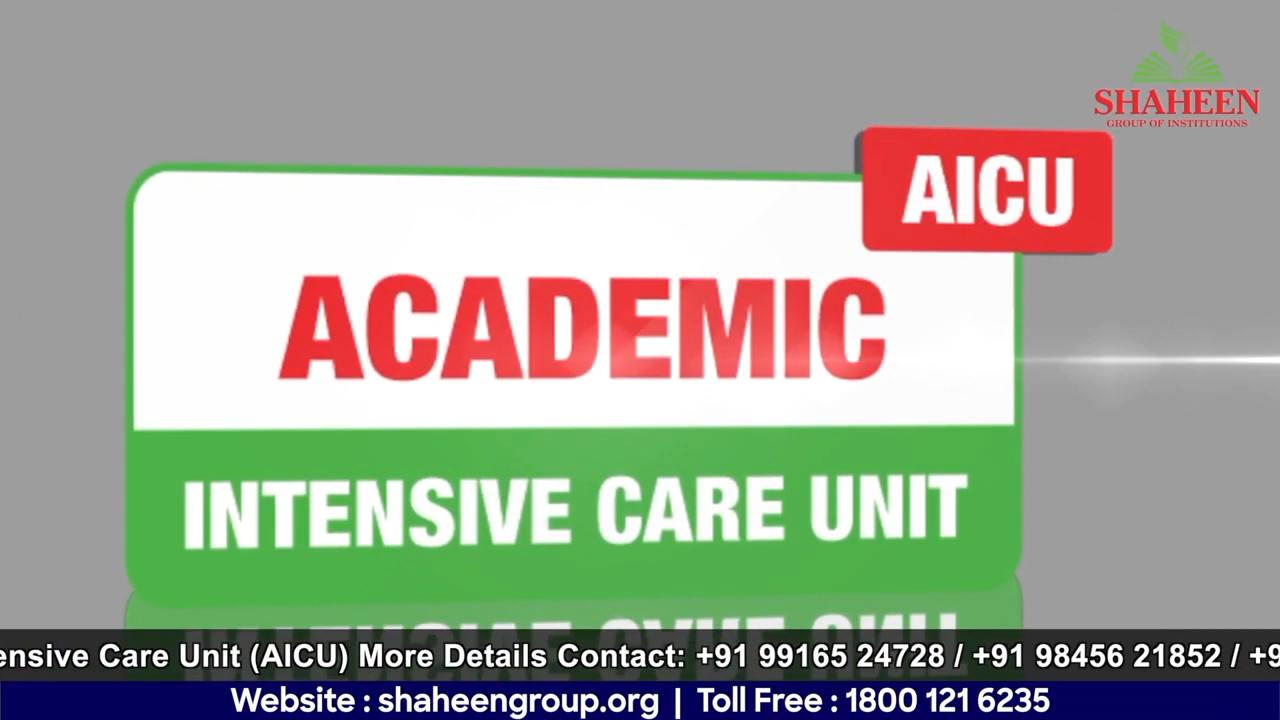 SHAHEEN
GROUP OF INSTITUTIONS
AICU
ACADEMIC
INTENSIVE CARE UNIT
ensive Care Unit (AICU) More Details Contact: +91 99165 24728 / +91 98456 21852 / +9
Website : shaheengroup.org | Toll Free : 1800 121 6235